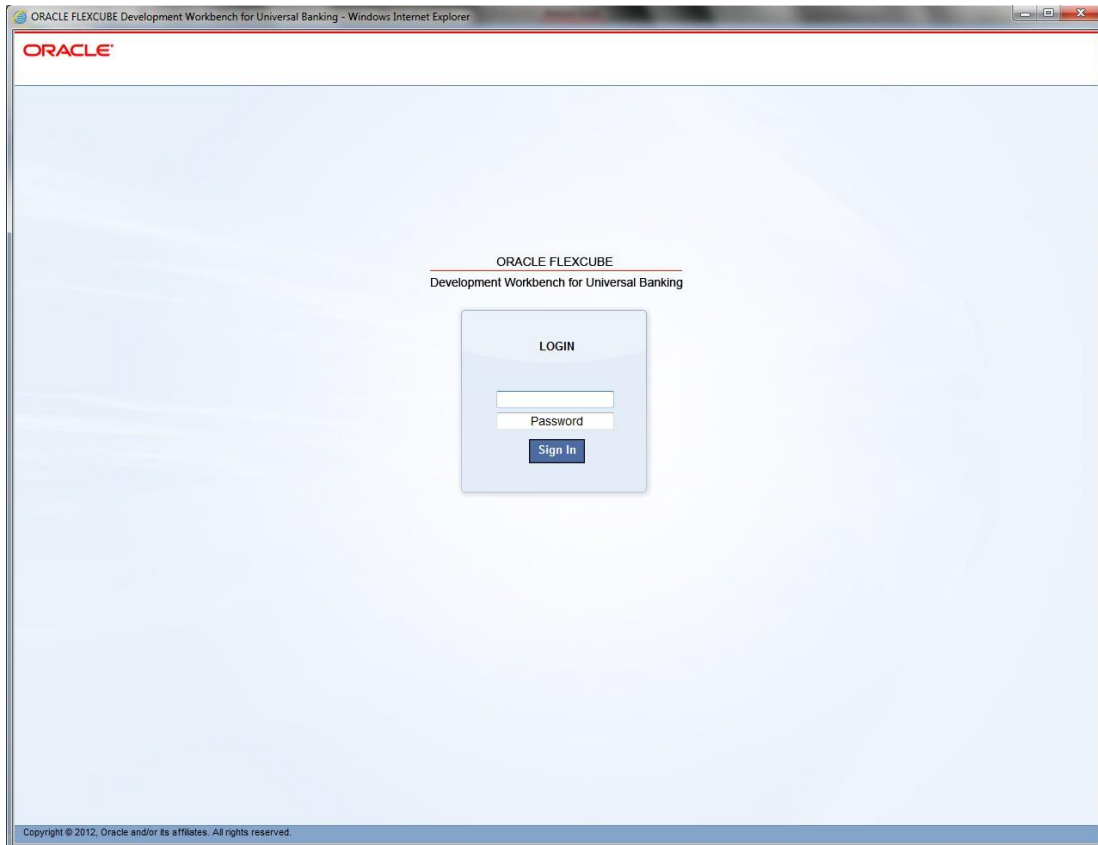 ORACLE FLEXCUBE Development Workbench for Universal Banking - Windows Internet Explorer
ORACLE
ORACLE FLEXCUBE
Development Workbench for Universal Banking
LOGIN
Password
Sign In
Copyright © 2012, Oracle and/or its affiliates. All rights reserved.